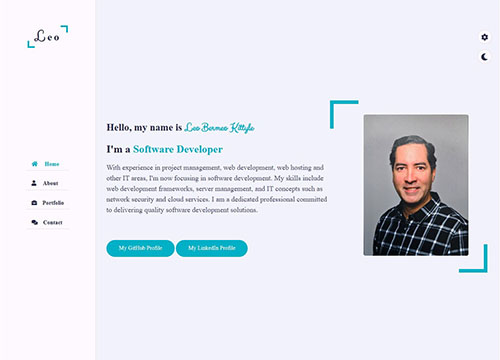 Leo
Home
About
Portfolio
Contact
Hello, my name is Leo Bermeo Kittyle
I'm a Software Developer
With experience in project management, web development, web hosting and
other IT areas, I'm now focusing in software development. My skills include
web development frameworks, server management, and IT concepts such as
network security and cloud services. I am a dedicated professional committed
to delivering quality software development solutions.
My GitHub Profile
My LinkedIn Profile